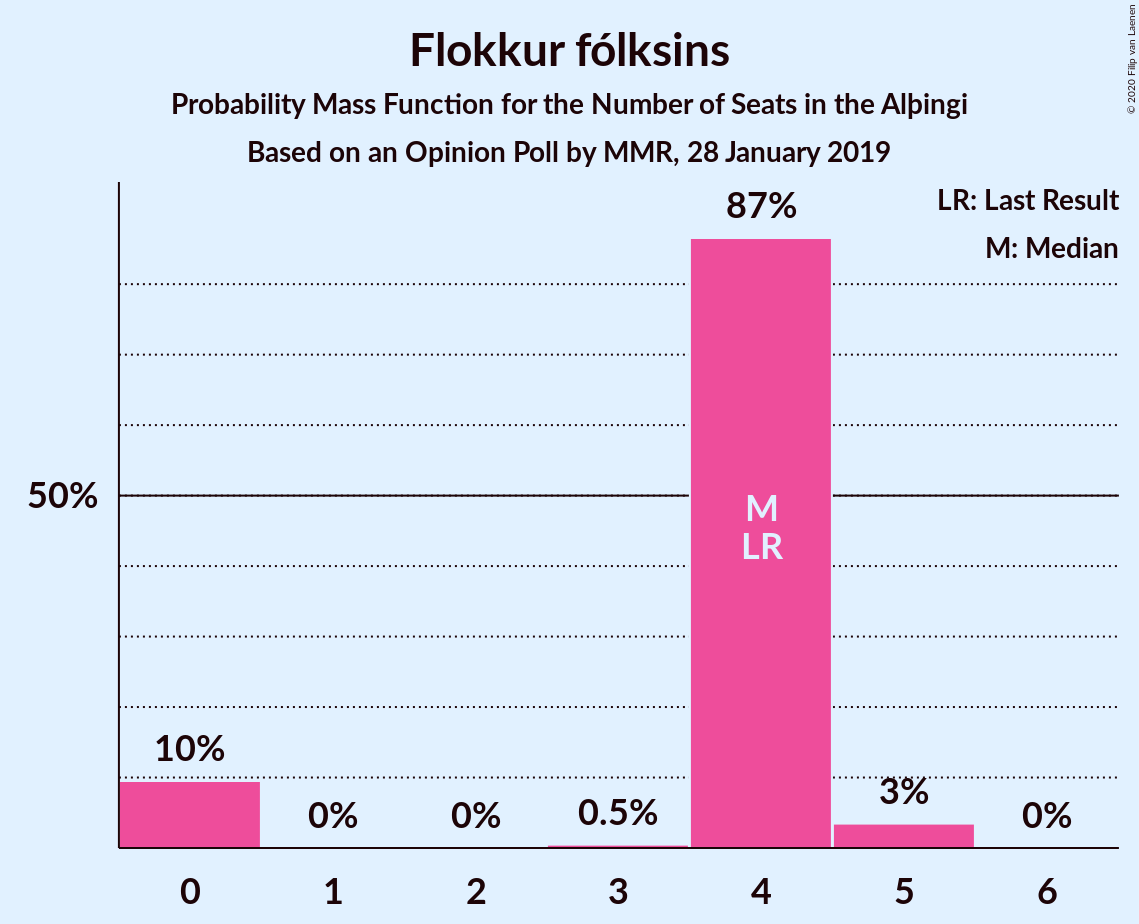 Flokkur fólksins
Probability Mass Function for the Number of Seats in the Alþingi
Based on an Opinion Poll by MMR, 28 January 2019
© 2020 Filip van Laenen
LR: Last Result
M: Median
87%
50%
M
LR
10%
0%
0%
0.5%
3%
0%
0 1 2 3 4 5 6